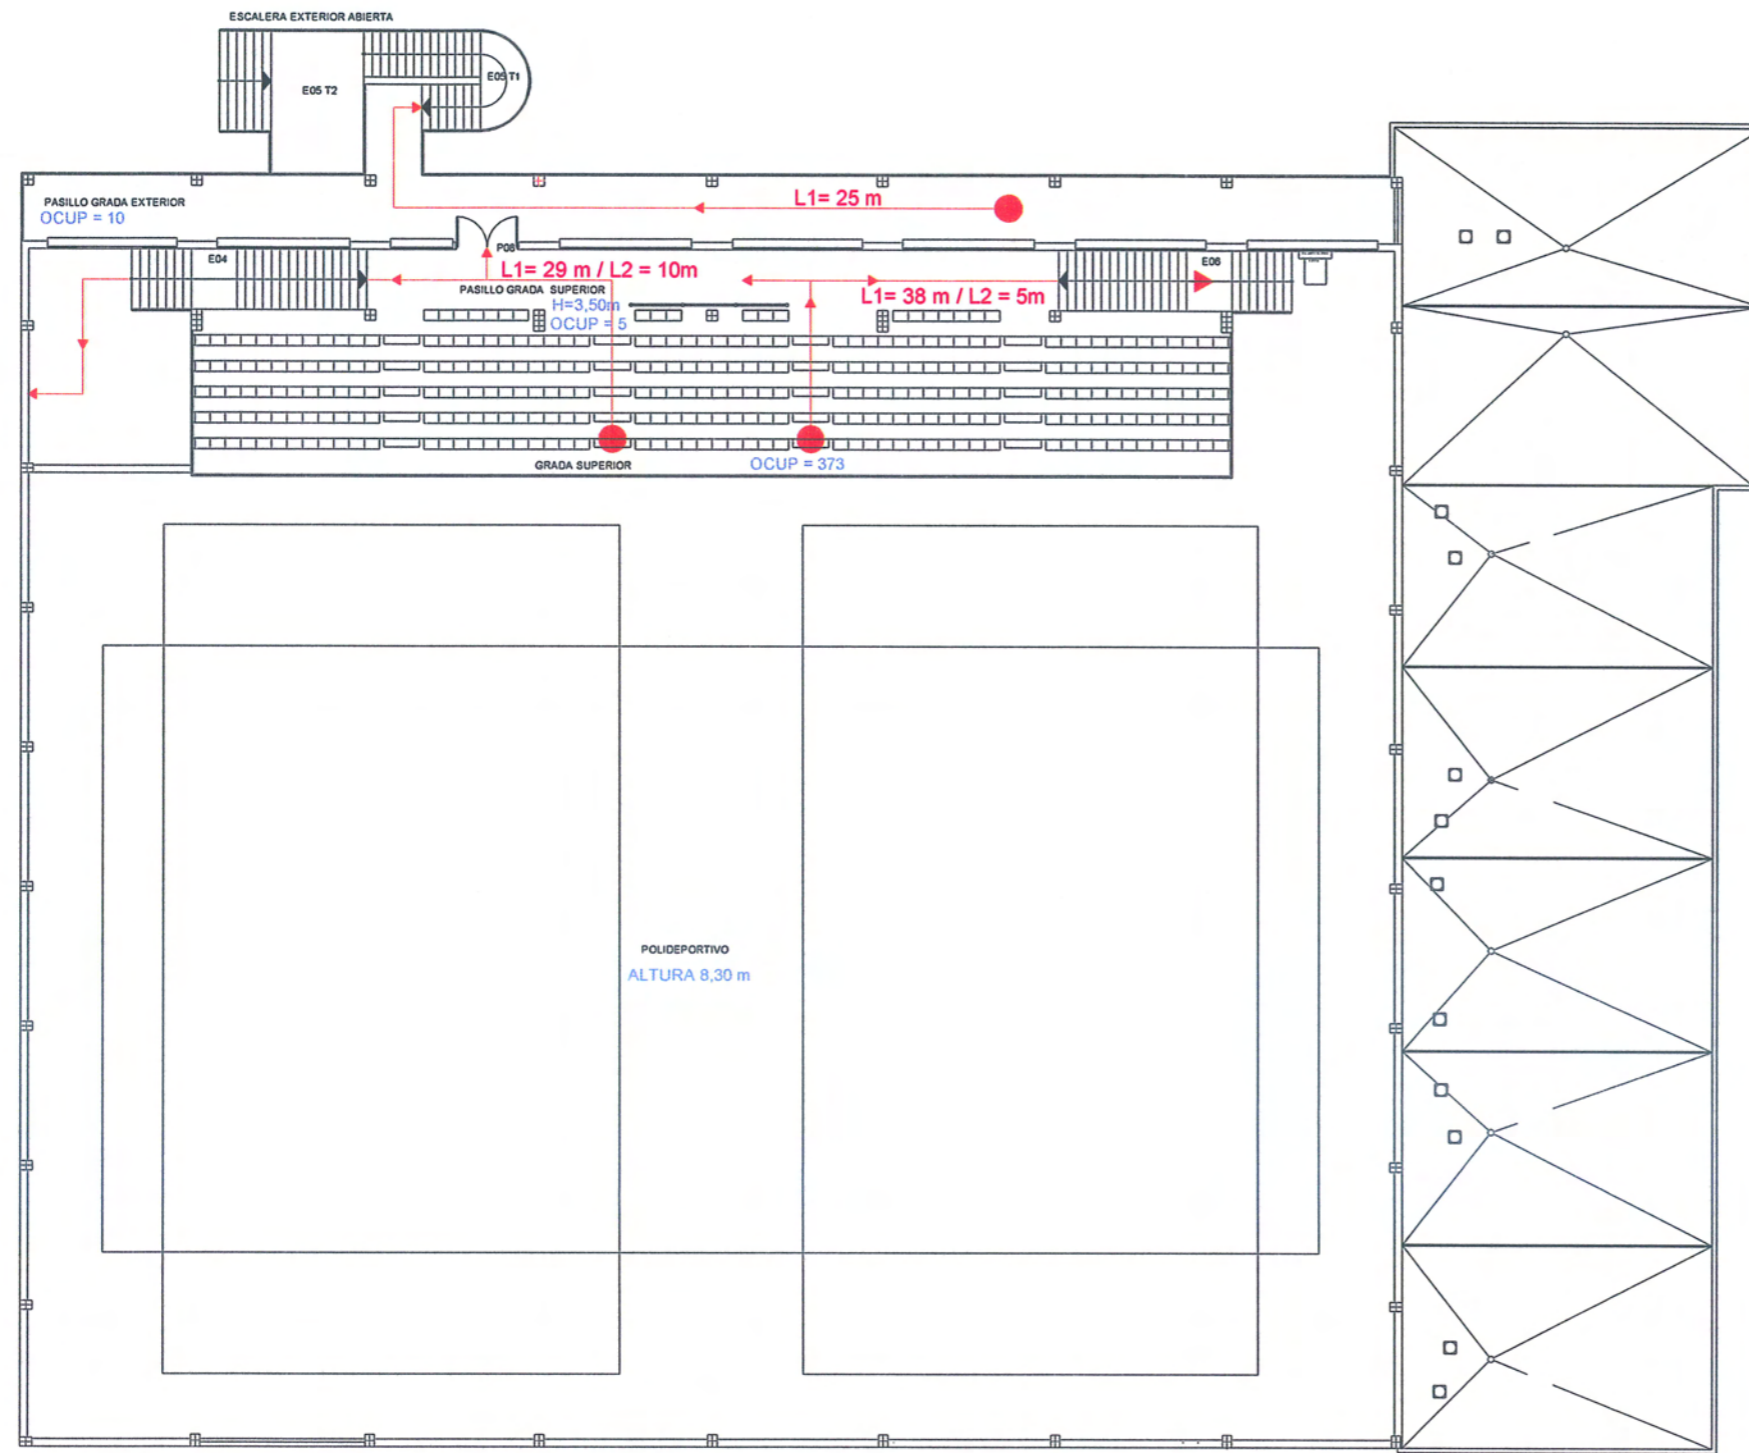 ESCALERA EXTERIOR ABIERTA
E05 T1
E05 T2
PASILLO GRADA EXTERIOR
OCUP = 10
L1= 25 m
P06
E04
E06
L1= 29 m / L2 = 10m
PASILLO GRADA SUPERIOR
H=3,50m
OCUP = 5
L1= 38 m / L2= 5m
GRADA SUPERIOR
OCUP = 373
POLIDEPORTIVO
ALTURA 8,30 m